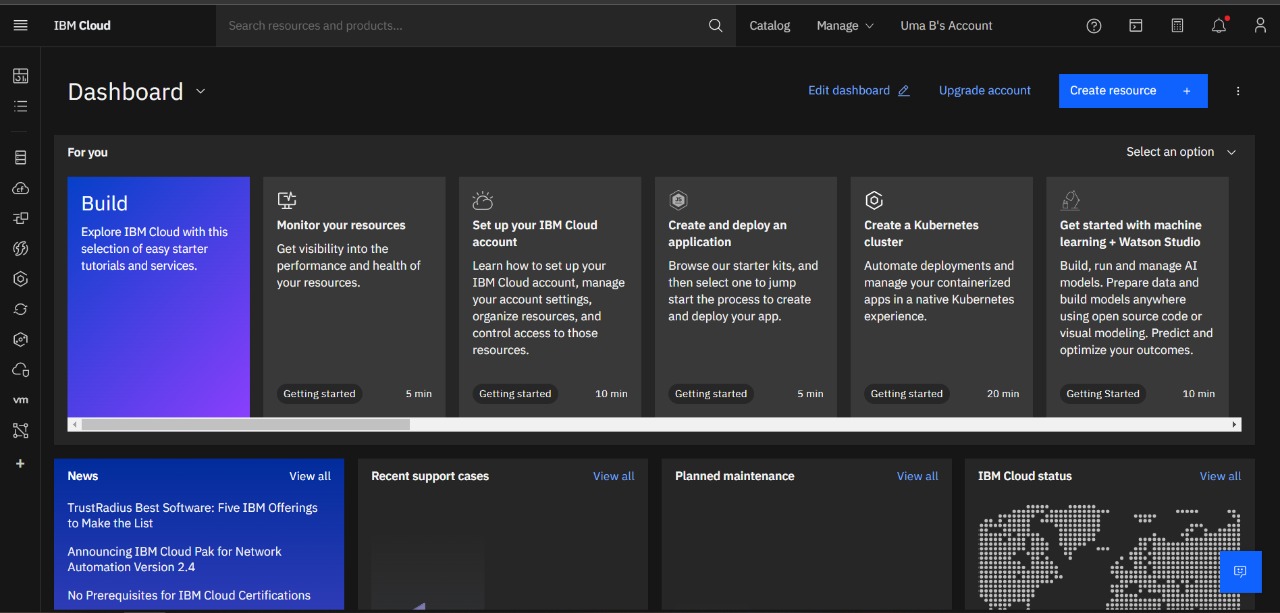 IBM Cloud
Search resources and products...
Catalog
Manage
Uma B's Account
Dashboard
Edit dashboard
Upgrade account
Create resource +
For you
Select an option
Build
Explore IBM Cloud with this
selection of easy starter
tutorials and services.
Monitor your resources
Get visibility into the
performance and health of
your resources.
Getting started
5 min
Set up your IBM Cloud
account
Learn how to set up your
IBM Cloud account, manage
your account settings,
organize resources, and
control access to those
resources.
Getting started
10 min
JS
Create and deploy an
application
Browse our starter kits, and
then select one to jump
start the process to create
and deploy your app.
Getting started
5 min
Create a Kubernetes
cluster
Automate deployments and
manage your containerized
apps in a native Kubernetes
experience.
Getting started
20 min
Get started with machine
learning + Watson Studio
Build, run and manage AI
models. Prepare data and
build models anywhere
using open source code or
visual modeling. Predict and
optimize your outcomes.
Getting Started
10 min
cf
vm
+
News
View all
TrustRadius Best Software: Five IBM Offerings
to Make the List
Announcing IBM Cloud Pak for Network
Automation Version 2.4
No Prerequisites for IBM Cloud Certifications
Recent support cases
View all
Planned maintenance
View all
IBM Cloud status
View all